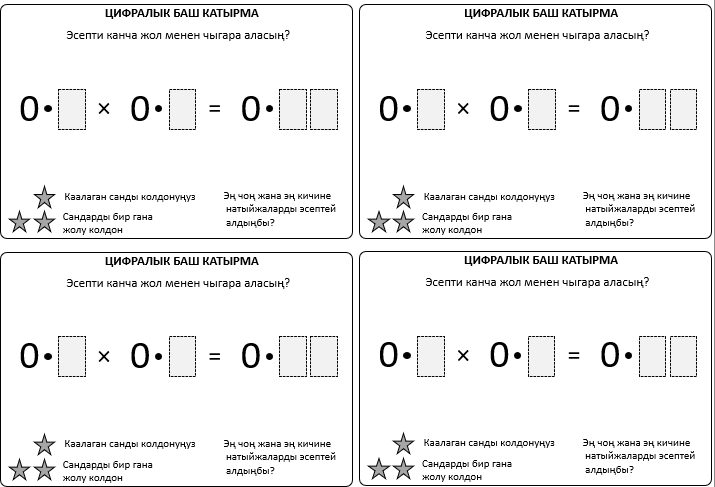 ЦИФРАЛЫК БАШ КАТЫРМА
Эсепти канча жол менен чыгара аласың?
0• × 0• = 0•
Каалаган санды колдонуңуз
Сандарды бир гана
жолу колдон
Эң чоң жана эң кичине
натыйжаларды эсептей
алдыңбы?
ЦИФРАЛЫК БАШ КАТЫРМА
Эсепти канча жол менен чыгара аласың?
0• × 0• = 0•
Каалаган санды колдонуңуз
Сандарды бир гана
жолу колдон
Эң чоң жана эң кичине
натыйжаларды эсептей
алдыңбы?
ЦИФРАЛЫК БАШ КАТЫРМА
Эсепти канча жол менен чыгара аласың?
0• × 0• = 0•
Каалаган санды колдонуңуз
Сандарды бир гана
жолу колдон
Эң чоң жана эң кичине
натыйжаларды эсептей
алдыңбы?
ЦИФРАЛЫК БАШ КАТЫРМА
Эсепти канча жол менен чыгара аласың?
0• × 0• = 0•
Каалаган санды колдонуңуз
Сандарды бир гана
жолу колдон
Эң чоң жана эң кичине
натыйжаларды эсептей
алдыңбы?